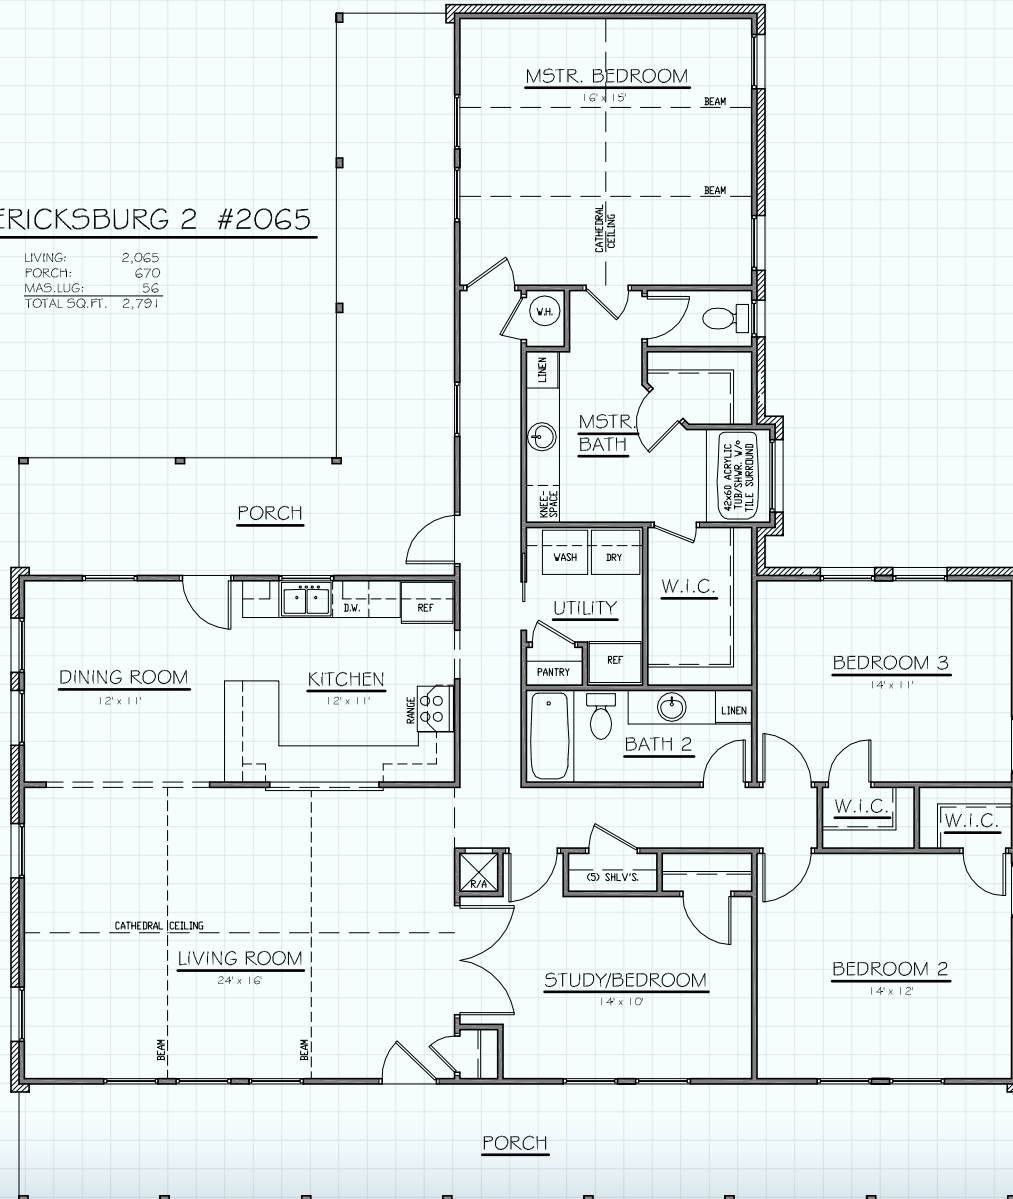 MSTR. BEDROOM
16' x 15'
BEAM
BEAM
CATHEDRAL
CEILING
ERICKSBURG 2 #2065
LIVING: 2,065
PORCH: 670
MAS.LUG: 56
TOTAL SQ.FT. 2,791
W.H.
LINEN
MSTR.
BATH
KNEE-
SPACE
42x60 ACRYLIC
TUB/SHWR. W/
TILE SURROUND
PORCH
WASH
DRY
D.W.
REF
W.I.C.
UTILITY
PANTRY
REF
DINING ROOM
12' x 11'
KITCHEN
12' x 11'
RANGE
BEDROOM 3
14' x 11'
LINEN
BATH 2
W.I.C.
W.I.C.
R/A
(5) SHLV'S.
CATHEDRAL CEILING
LIVING ROOM
24' x 16'
STUDY/BEDROOM
14' x 10'
BEDROOM 2
14' x 12'
BEAM
BEAM
PORCH